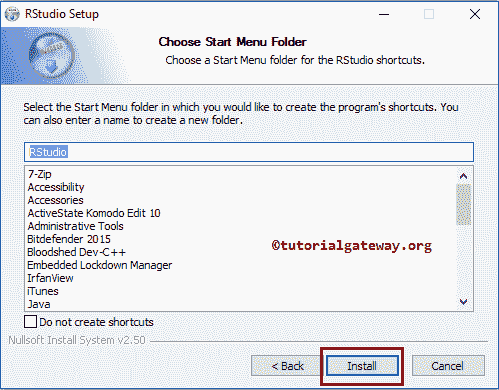 RStudio Setup
Choose Start Menu Folder
Choose a Start Menu folder for the RStudio shortcuts.
Select the Start Menu folder in which you would like to create the program's shortcuts. You
can also enter a name to create a new folder.
RStudio
7-Zip
Accessibility
Accessories
ActiveState Komodo Edit 10
Administrative Tools
Bitdefender 2015
Bloodshed Dev-C++
Embedded Lockdown Manager
IrfanView
iTunes
Java
©tutorialgateway.org
Do not create shortcuts
Nullsoft Install System v2.50
< Back Install Cancel